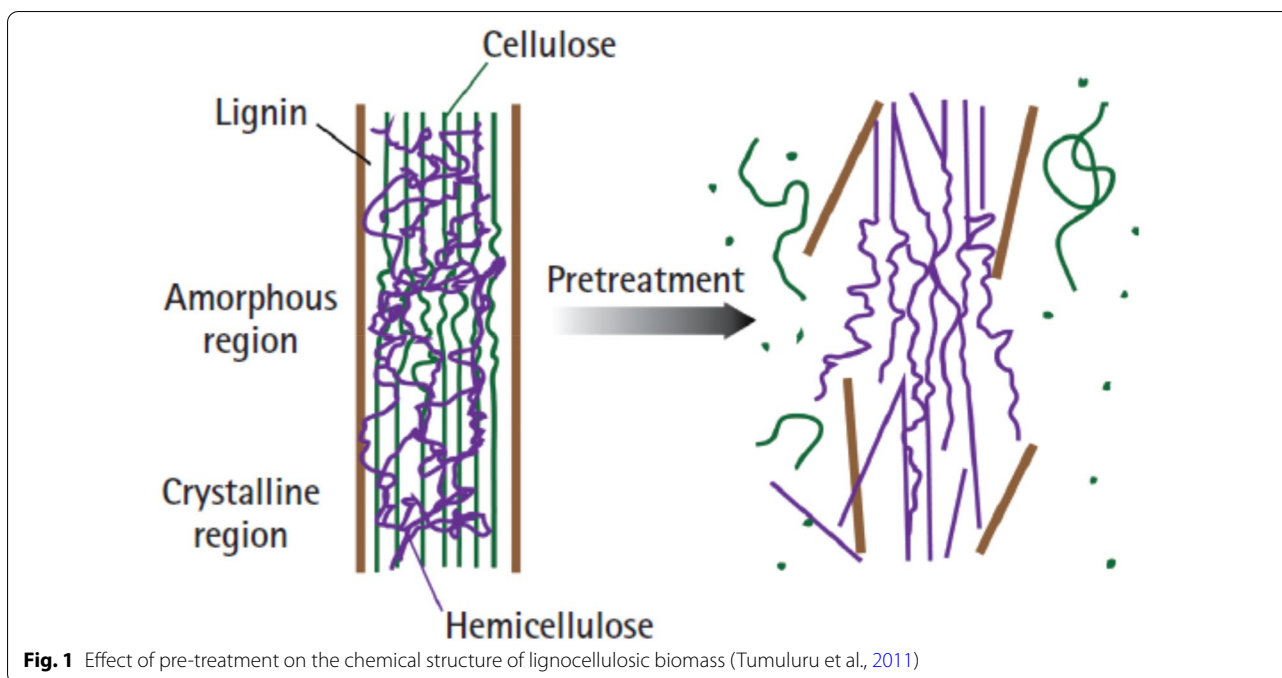 Cellulose
Lignin
Amorphous
region
Pretreatment
Crystalline
region
Hemicellulose
Fig. 1 Effect of pre-treatment on the chemical structure of lignocellulosic biomass (Tumuluru et al., 2011)